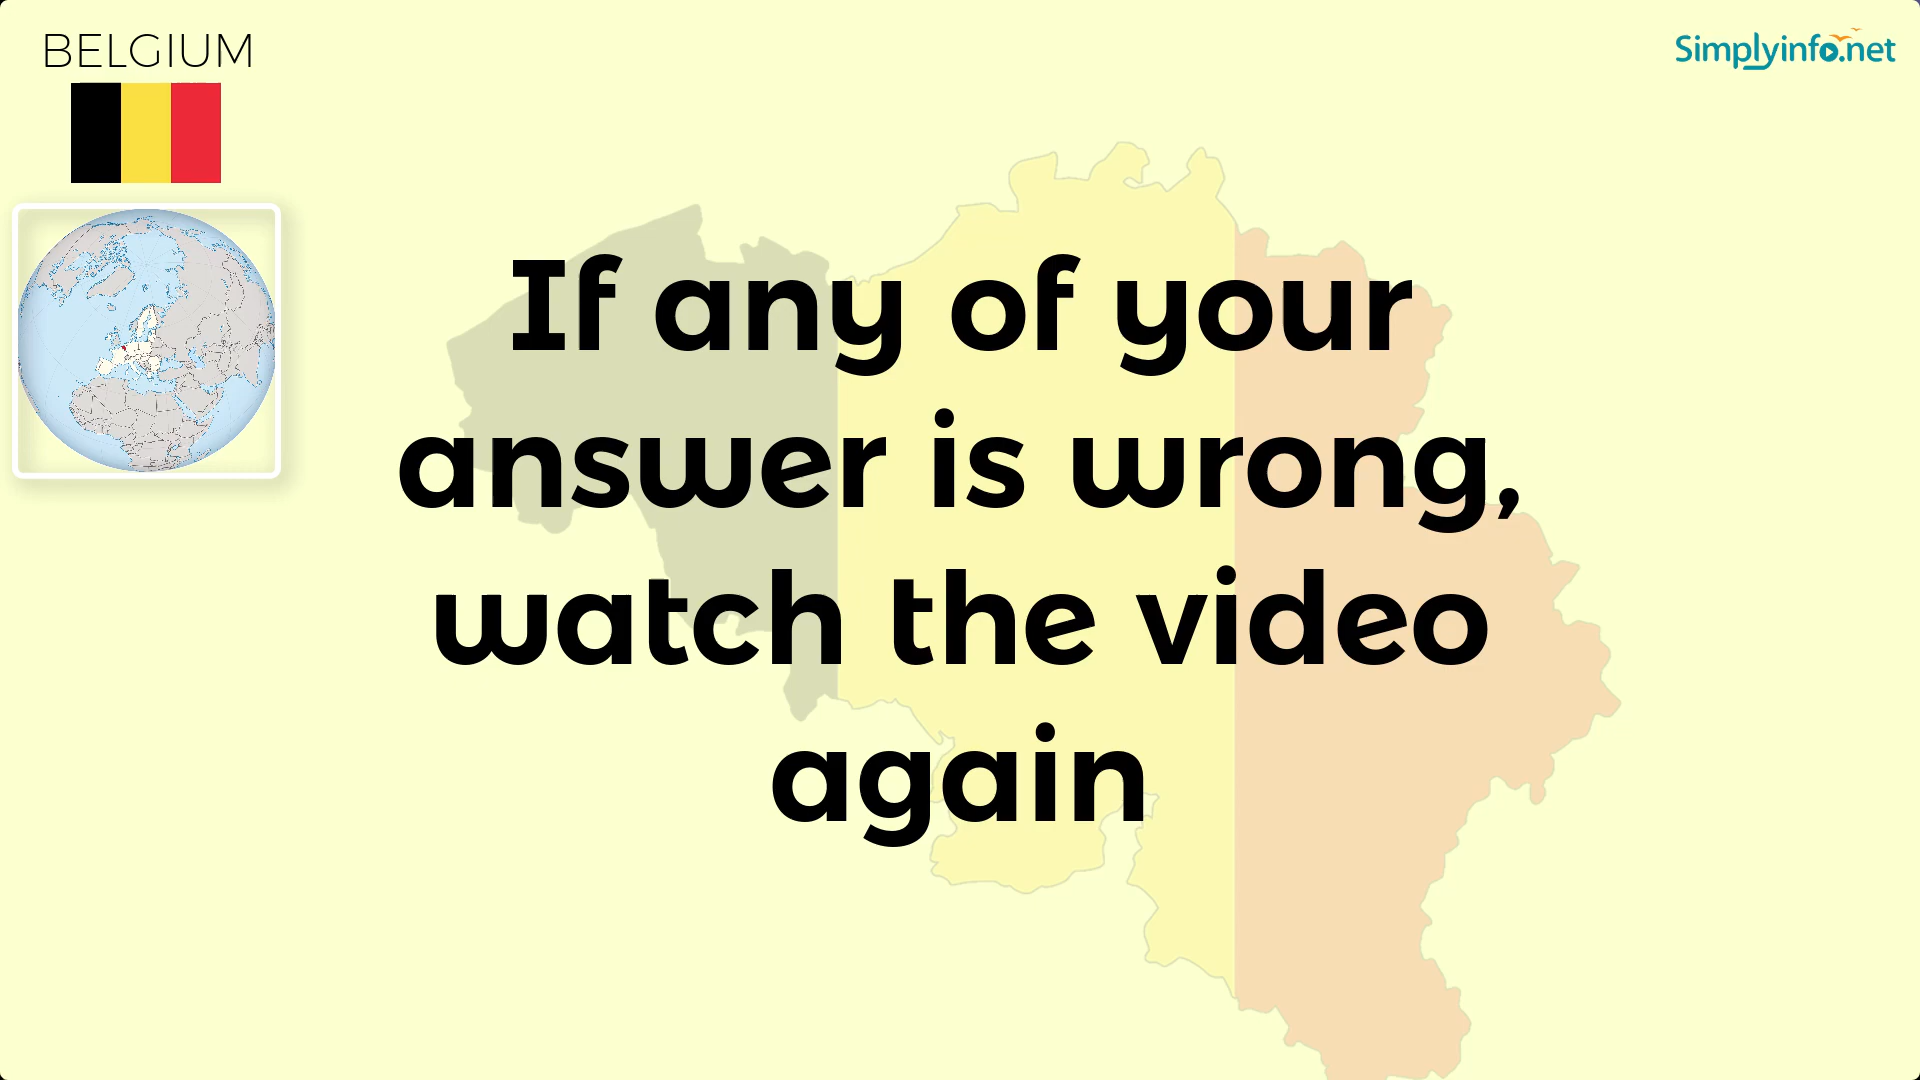 BELGIUM
Simplyinfo.net
If any of your
answer is wrong,
watch the video
again